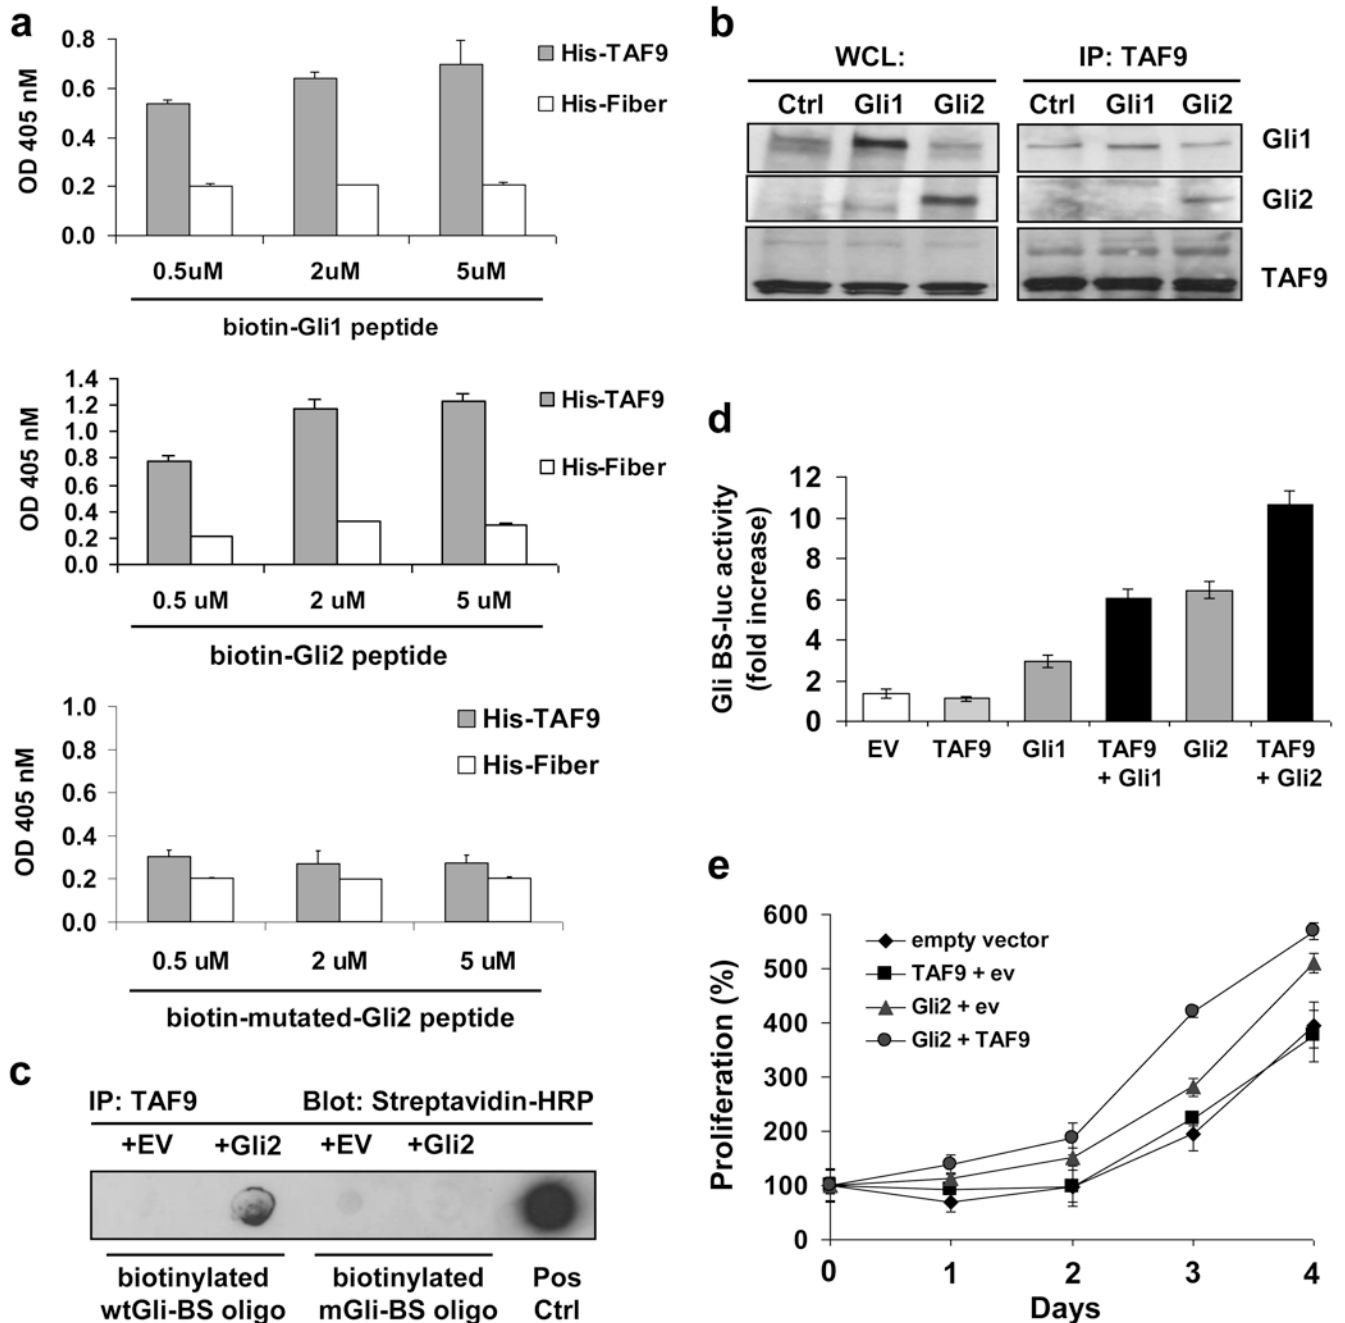 a
0.8
0.6
0.4
0.2
0.0
OD 405 nM
His-TAF9
His-Fiber
0.5uM 2uM 5uM
biotin-Gli1 peptide
1.4
1.2
1.0
0.8
0.6
0.4
0.2
0.0
OD 405 nM
His-TAF9
His-Fiber
0.5 uM 2 uM 5 uM
biotin-Gli2 peptide
1.0
0.8
0.6
0.4
0.2
0.0
OD 405 nM
His-TAF9
His-Fiber
0.5 uM 2 uM 5 uM
biotin-mutated-Gli2 peptide
b
WCL: IP: TAF9
Ctrl Gli1 Gli2 Ctrl Gli1 Gli2
Gli1
Gli2
TAF9
c
IP: TAF9 Blot: Streptavidin-HRP
+EV +Gli2 +EV +Gli2
biotinylated biotinylated Pos
wtGli-BS oligo mGli-BS oligo Ctrl
d
12
10
8
6
4
2
0
Gli BS-luc activity
(fold increase)
EV TAF9 Gli1 TAF9 Gli2 TAF9
+ Gli1 + Gli2
e
600
500
400
300
200
100
0
Proliferation (%)
empty vector
TAF9 + ev
Gli2 + ev
Gli2 + TAF9
0 1 2 3 4
Days